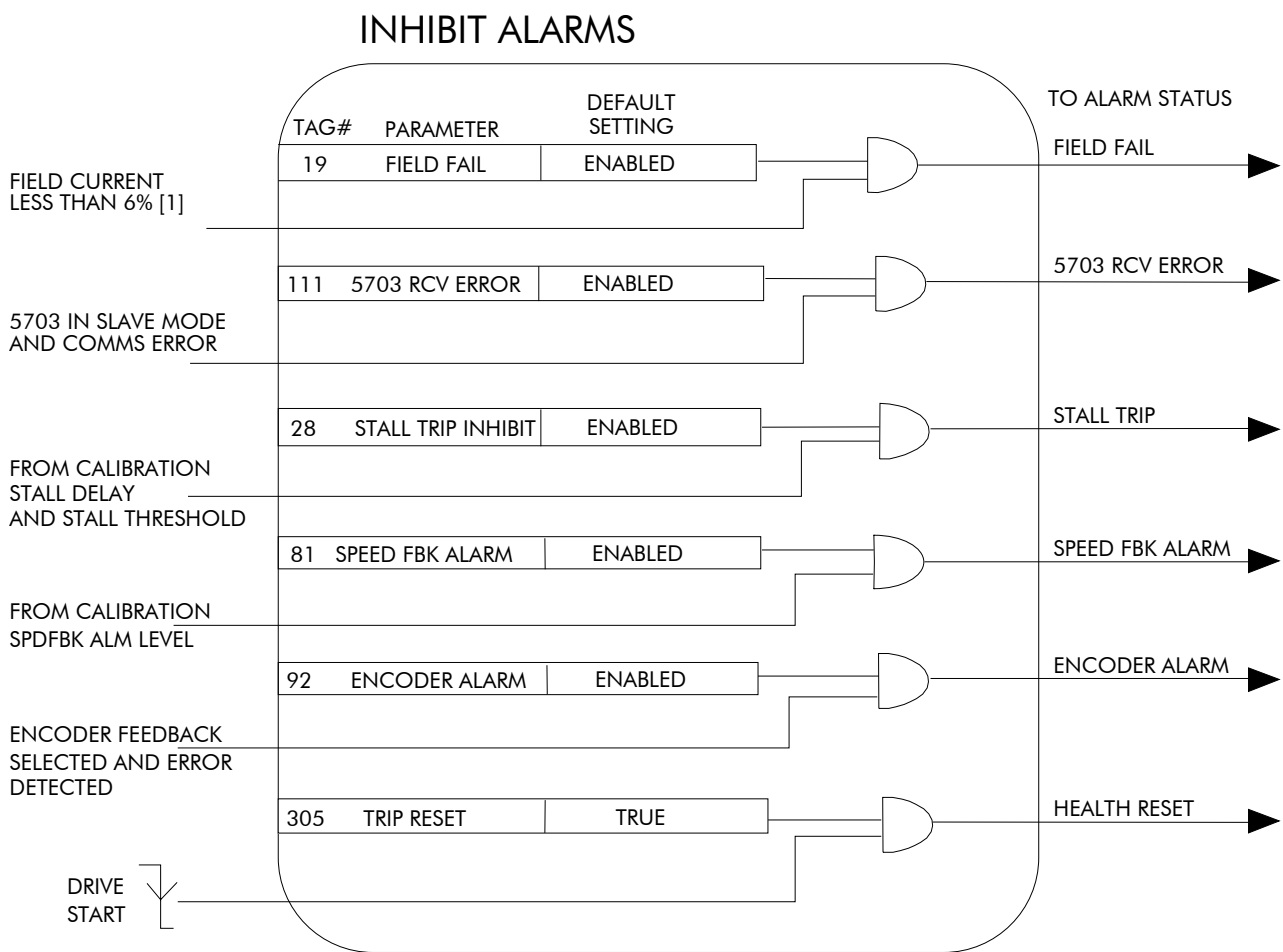 INHIBIT ALARMS
TAG# PARAMETER DEFAULT SETTING
TO ALARM STATUS
19 FIELD FAIL ENABLED
FIELD FAIL
FIELD CURRENT
LESS THAN 6% [1]
111 5703 RCV ERROR ENABLED
5703 RCV ERROR
5703 IN SLAVE MODE
AND COMMS ERROR
28 STALL TRIP INHIBIT ENABLED
STALL TRIP
FROM CALIBRATION
STALL DELAY
AND STALL THRESHOLD
81 SPEED FBK ALARM ENABLED
SPEED FBK ALARM
FROM CALIBRATION
SPDFBK ALM LEVEL
92 ENCODER ALARM ENABLED
ENCODER ALARM
ENCODER FEEDBACK
SELECTED AND ERROR
DETECTED
305 TRIP RESET TRUE
HEALTH RESET
DRIVE
START